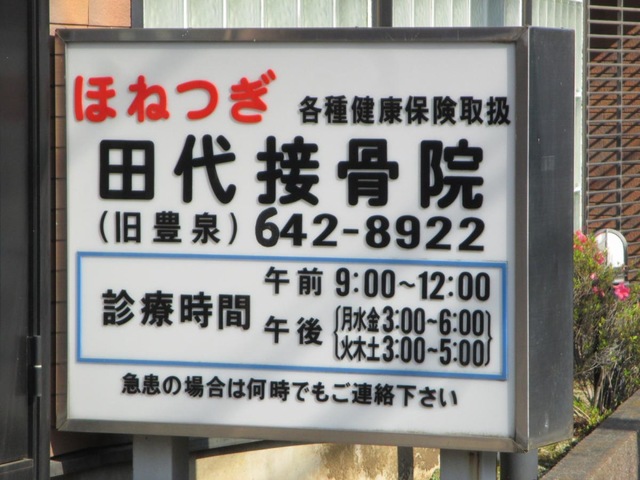 ほねつぎ 各種健康保険取扱
田代接骨院
(旧豊泉) 642-8922
診療時間 午前 9:00~12:00
午後 {月水金 3:00~6:00}
{火木土 3:00~5:00}
急患の場合は何時でもご連絡下さい